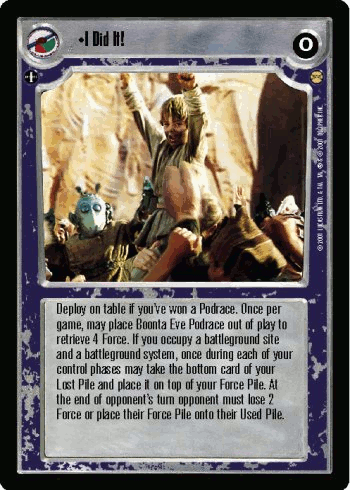 •I Did It!
O
Deploy on table if you've won a Podrace. Once per
game, may place Boonta Eve Podrace out of play to
retrieve 4 Force. If you occupy a battleground site
and a battleground system, once during each of your
control phases may take the bottom card of your
Lost Pile and place it on top of your Force Pile. At
the end of opponent's turn opponent must lose 2
Force or place their Force Pile onto their Used Pile.